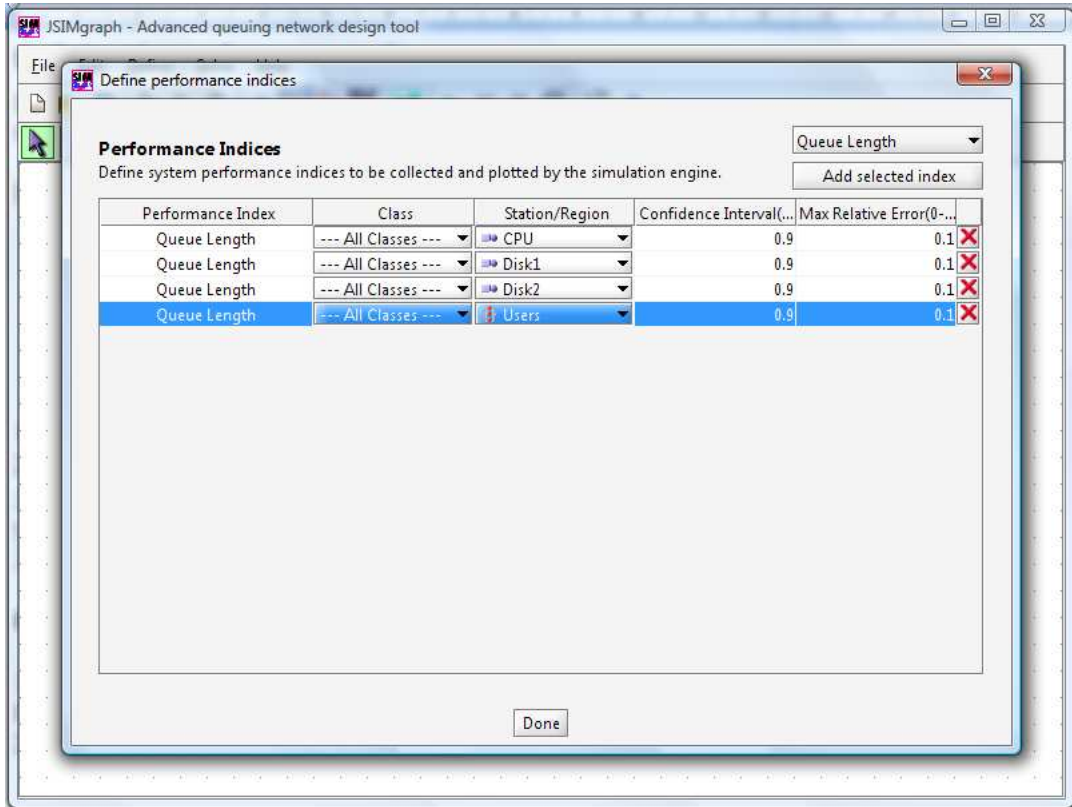 JSIMgraph - Advanced queuing network design tool
File
Define performance indices
Performance Indices
Define system performance indices to be collected and plotted by the simulation engine.
Queue Length
Add selected index
Performance Index Class Station/Region Confidence Interval(... Max Relative Error(0-...
Queue Length --- All Classes --- CPU 0.9 0.1
Queue Length --- All Classes --- Disk1 0.9 0.1
Queue Length --- All Classes --- Disk2 0.9 0.1
Queue Length --- All Classes --- Users 0.9 0.1
Done